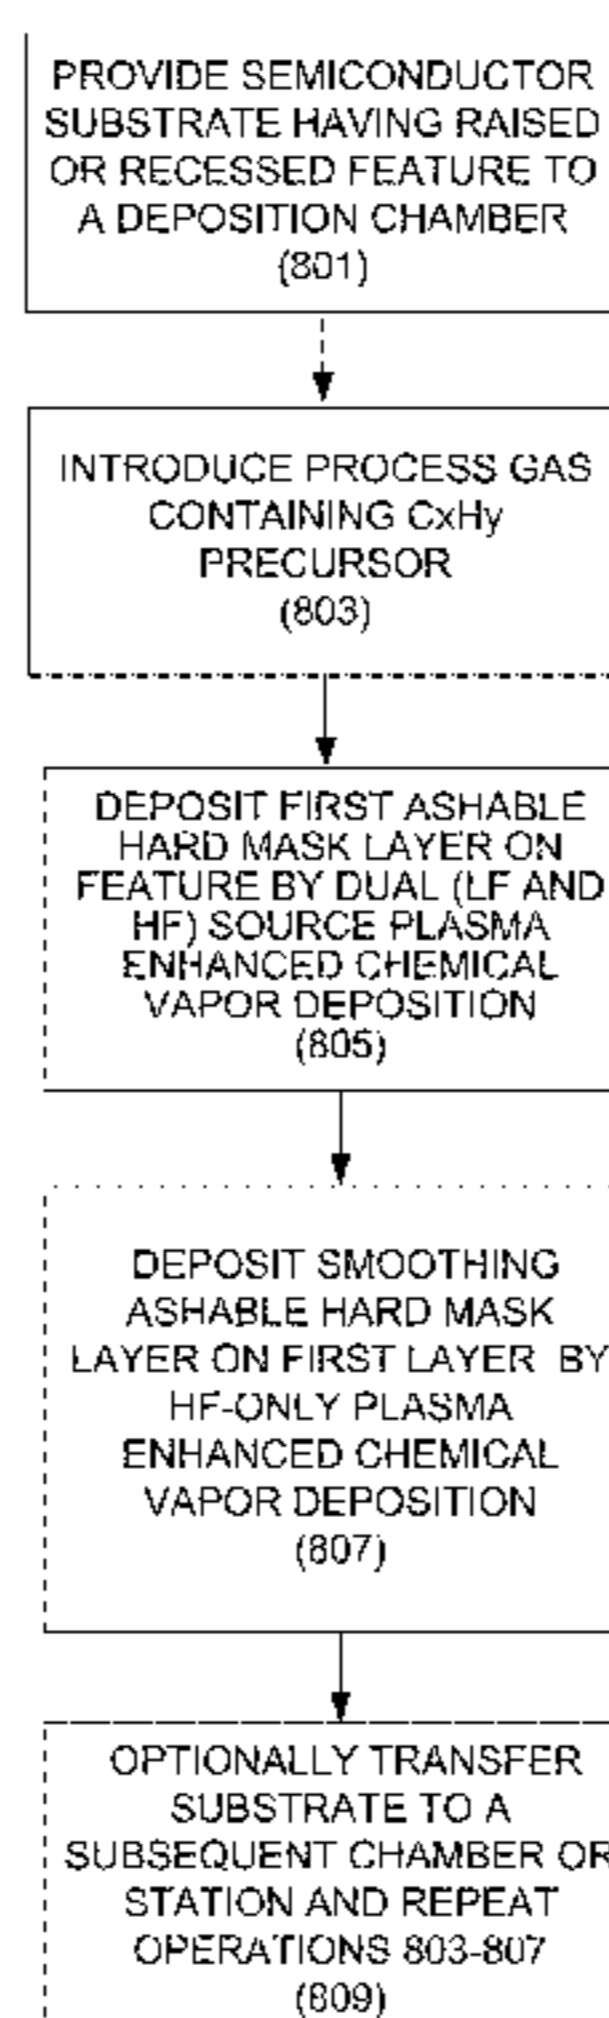 PROVIDE SEMICONDUCTOR
SUBSTRATE HAVING RAISED
OR RECESSED FEATURE TO
A DEPOSITION CHAMBER
(801)
INTRODUCE PROCESS GAS
CONTAINING CxHy
PRECURSOR
(803)
DEPOSIT FIRST ASHABLE
HARD MASK LAYER ON
FEATURE BY DUAL (LF AND
HF) SOURCE PLASMA
ENHANCED CHEMICAL
VAPOR DEPOSITION
(805)
DEPOSIT SMOOTHING
ASHABLE HARD MASK
LAYER ON FIRST LAYER BY
HF-ONLY PLASMA
ENHANCED CHEMICAL
VAPOR DEPOSITION
(807)
OPTIONALLY TRANSFER
SUBSTRATE TO A
SUBSEQUENT CHAMBER OR
STATION AND REPEAT
OPERATIONS 803-807
(809)